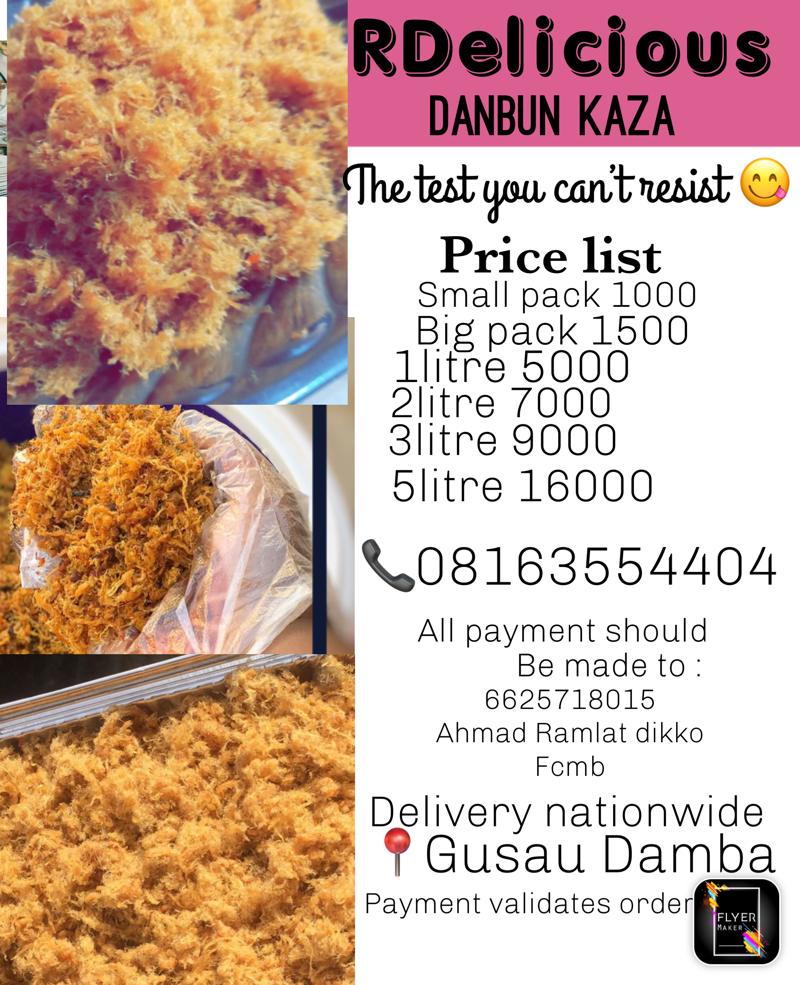 RDelicious
DANBUN KAZA
The test you can't resist 😋
Price list
Small pack 1000
Big pack 1500
1litre 5000
2litre 7000
3litre 9000
5litre 16000
📞08163554404
All payment should
Be made to :
6625718015
Ahmad Ramlat dikko
Fcmb
Delivery nationwide
📍Gusau Damba
Payment validates order
FLYER
MAKER